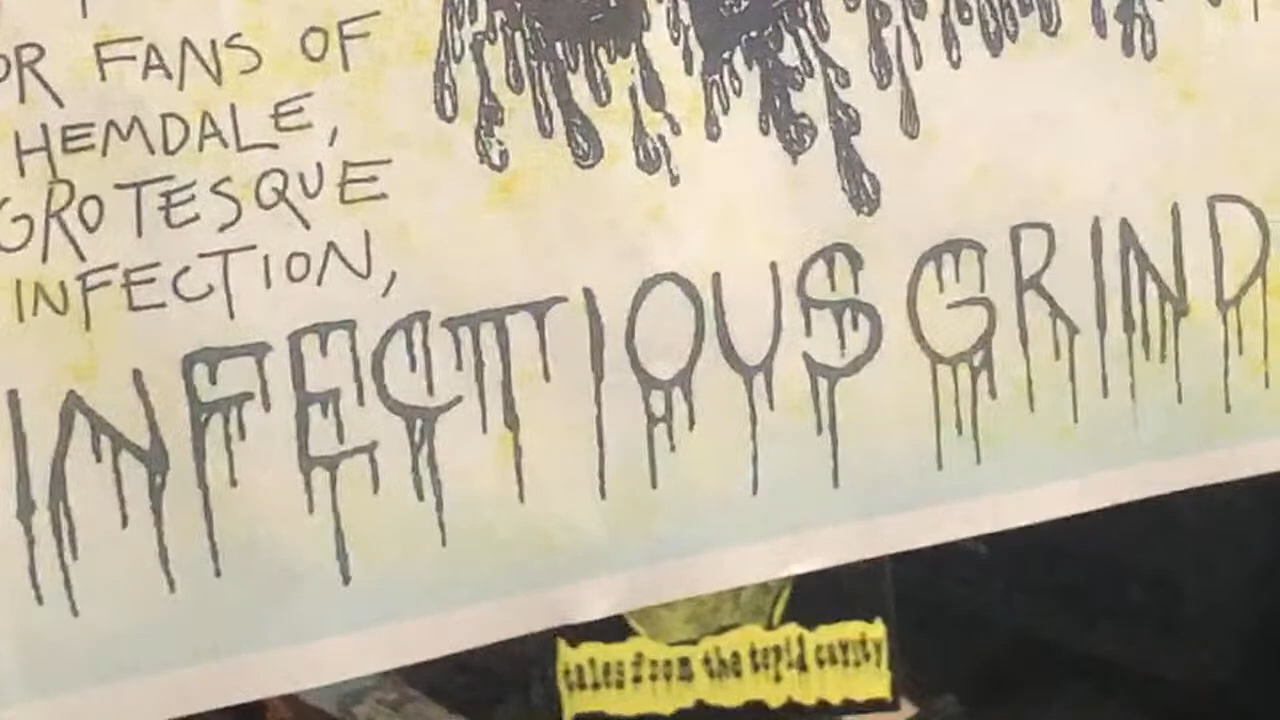 OR FANS OF
HEMDALE,
GROTESQUE
INFECTION,
INFECTIOUS GRIND
tales from the tepid cavity